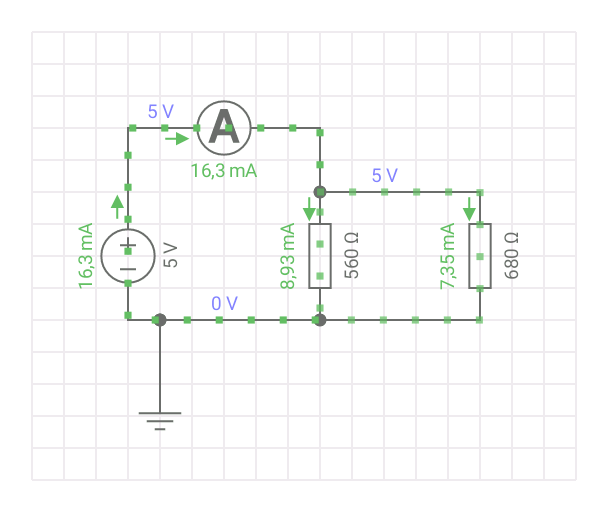 5 V
A
16,3 mA
5 V
16,3 mA
5 V
8,93 mA
560 Ω
7,35 mA
680 Ω
0 V